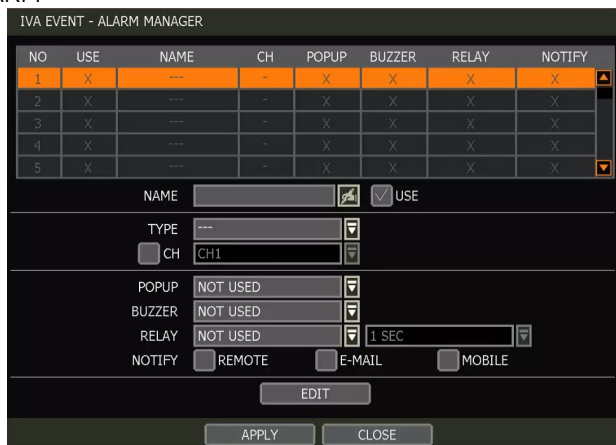 IVA EVENT - ALARM MANAGER
NO USE NAME CH POPUP BUZZER RELAY NOTIFY
1 X --- - X X X X
2 X --- - X X X X
3 X --- - X X X X
4 X --- - X X X X
5 X --- - X X X X
NAME USE
TYPE ---
CH CH1
POPUP NOT USED
BUZZER NOT USED
RELAY NOT USED 1 SEC
NOTIFY REMOTE E-MAIL MOBILE
EDIT
APPLY CLOSE